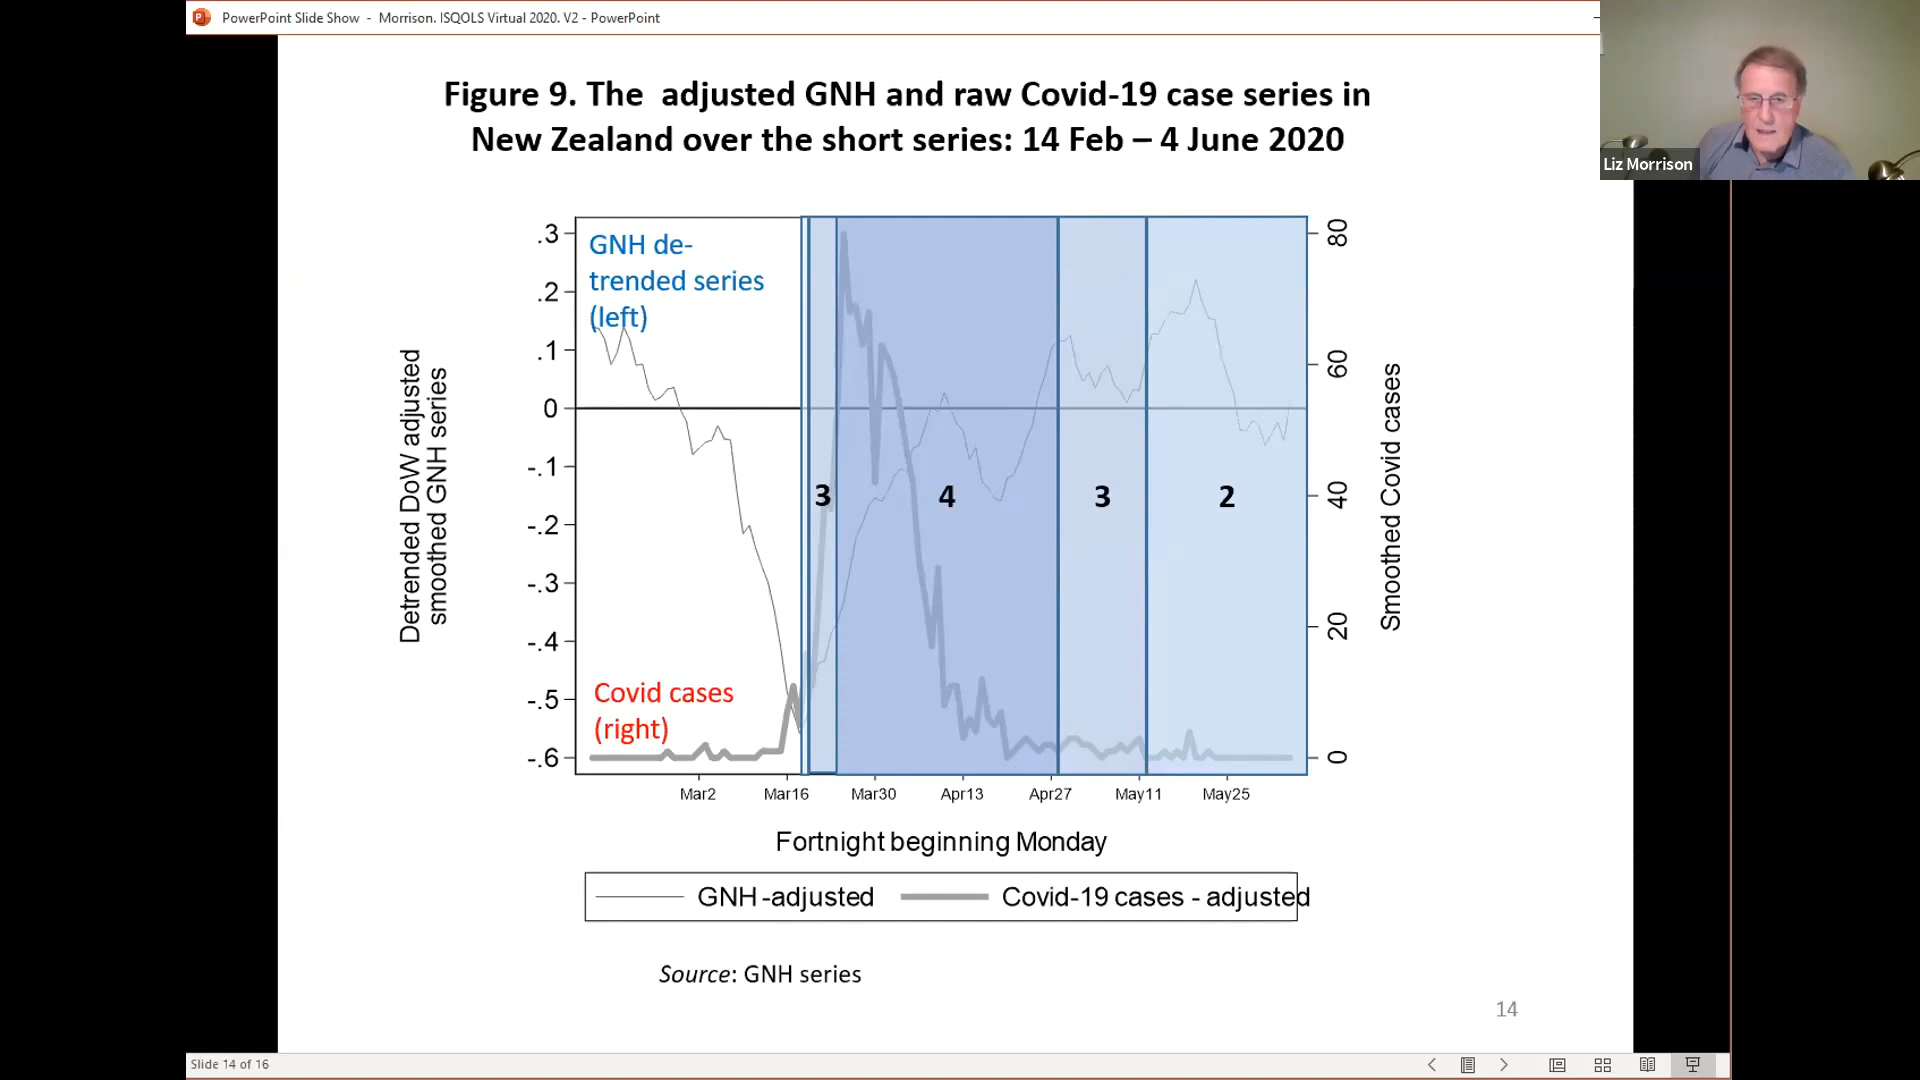 PowerPoint Slide Show - Morrison. ISQOLS Virtual 2020. V2 - PowerPoint
Liz Morrison
Figure 9. The adjusted GNH and raw Covid-19 case series in
New Zealand over the short series: 14 Feb – 4 June 2020
GNH de-
trended series
(left)
Covid cases
(right)
3
4
3
2
Detrended DoW adjusted
smoothed GNH series
.3
.2
.1
0
-.1
-.2
-.3
-.4
-.5
-.6
80
60
40
20
0
Smoothed Covid cases
Mar2 Mar16 Mar30 Apr13 Apr27 May11 May25
Fortnight beginning Monday
GNH -adjusted Covid-19 cases - adjusted
Source: GNH series
14
Slide 14 of 16